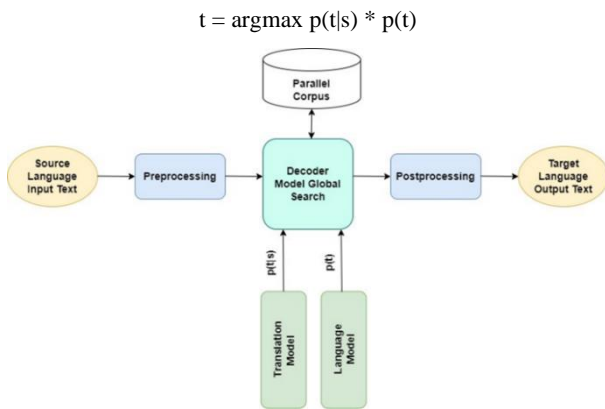 t = argmax p(t|s) * p(t)
Parallel
Corpus
Source
Language
Input Text
Preprocessing
Decoder
Model Global
Search
Postprocessing
Target
Language
Output Text
p(t|s)
p(t)
Translation
Model
Language
Model